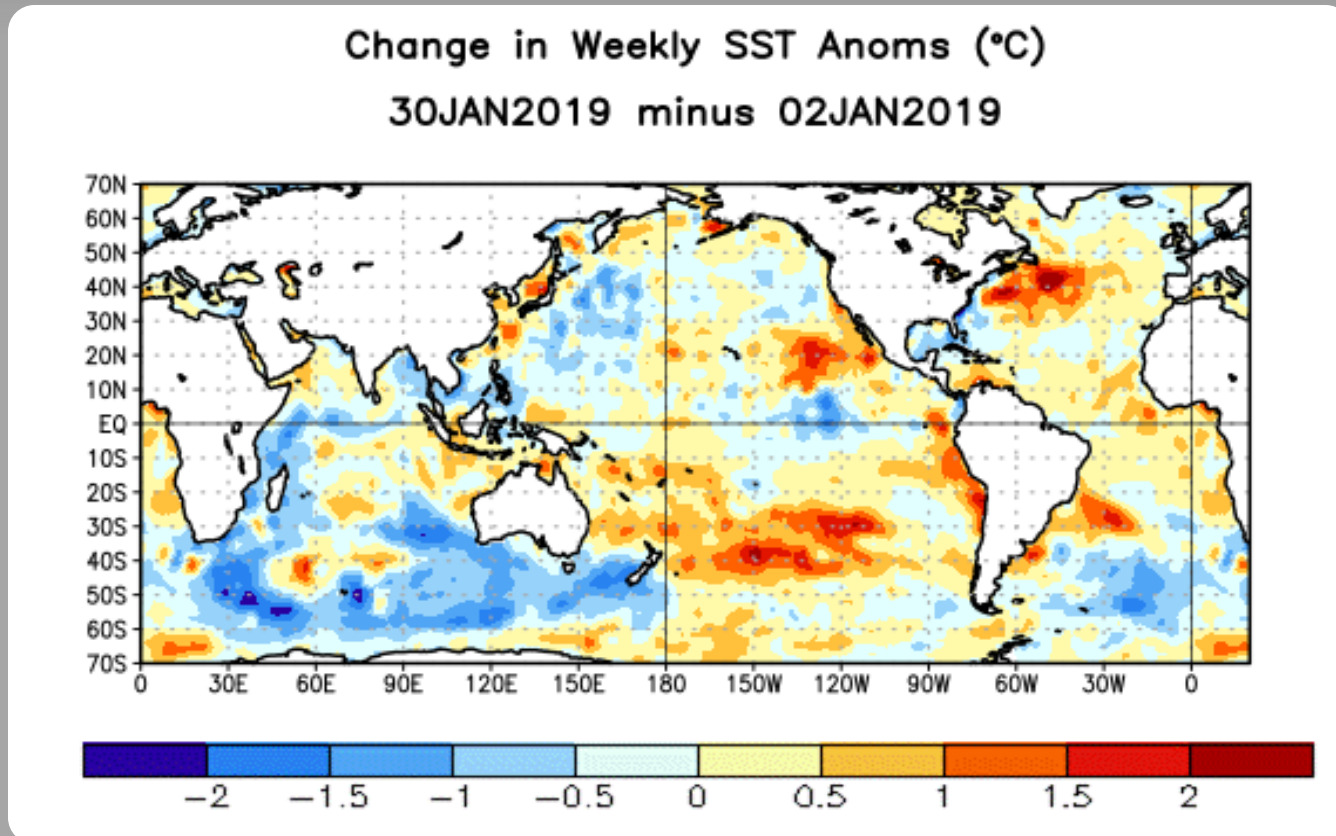 Change in Weekly SST Anoms (°C)
30JAN2019 minus 02JAN2019
70N
60N
50N
40N
30N
20N
10N
EQ
10S
20S
30S
40S
50S
60S
70S
0 30E 60E 90E 120E 150E 180 150W 120W 90W 60W 30W 0
−2 −1.5 −1 −0.5 0 0.5 1 1.5 2